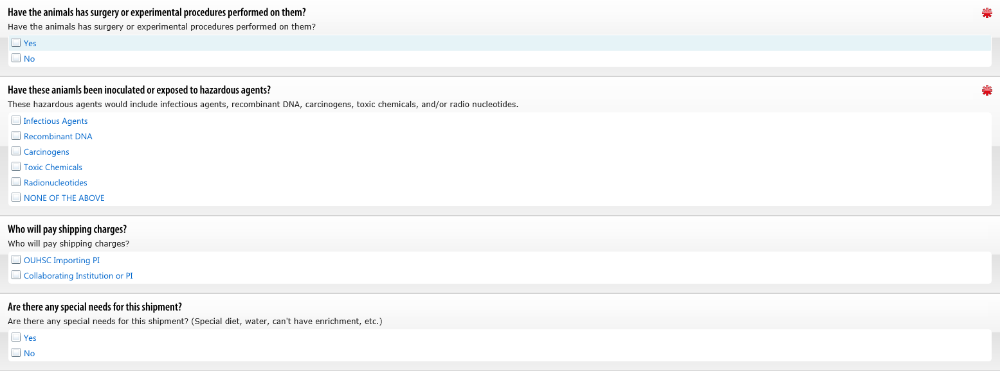 Have the animals has surgery or experimental procedures performed on them?
Have the animals has surgery or experimental procedures performed on them?
Yes
No
Have these aniamls been inoculated or exposed to hazardous agents?
These hazardous agents would include infectious agents, recombinant DNA, carcinogens, toxic chemicals, and/or radio nucleotides.
Infectious Agents
Recombinant DNA
Carcinogens
Toxic Chemicals
Radionucleotides
NONE OF THE ABOVE
Who will pay shipping charges?
Who will pay shipping charges?
OUHSC Importing PI
Collaborating Institution or PI
Are there any special needs for this shipment?
Are there any special needs for this shipment? (Special diet, water, can't have enrichment, etc.)
Yes
No